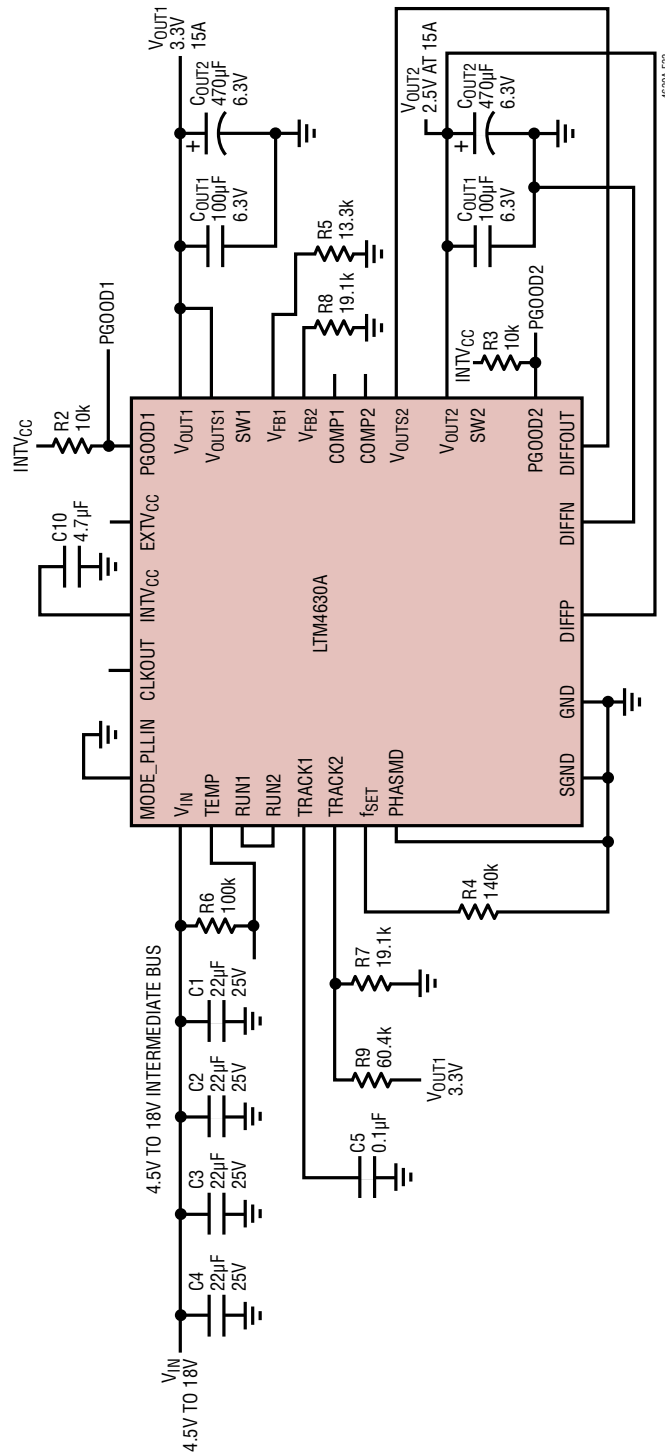 INTVCC
R2
10k
PGOOD1
C10
4.7µF
VOUT1
3.3V
15A
COUT1
100µF
6.3V
COUT2
470µF
6.3V
+
VIN
4.5V TO 18V
4.5V TO 18V INTERMEDIATE BUS
C4
22µF
25V
C3
22µF
25V
C2
22µF
25V
C1
22µF
25V
R6
100k
MODE_PLLIN
CLKOUT
INTVCC
EXTVCC
PGOOD1
VIN
TEMP
RUN1
RUN2
TRACK1
TRACK2
fSET
PHASMD
LTM4630A
VOUT1
VOUTS1
SW1
VFB1
VFB2
COMP1
COMP2
VOUTS2
VOUT2
SW2
PGOOD2
SGND
GND
DIFFP
DIFFN
DIFFOUT
R5
13.3k
R8
19.1k
C5
0.1µF
R9
60.4k
VOUT1
3.3V
R7
19.1k
R4
140k
INTVCC
R3
10k
PGOOD2
VOUT2
2.5V AT 15A
COUT1
100µF
6.3V
COUT2
470µF
6.3V
+